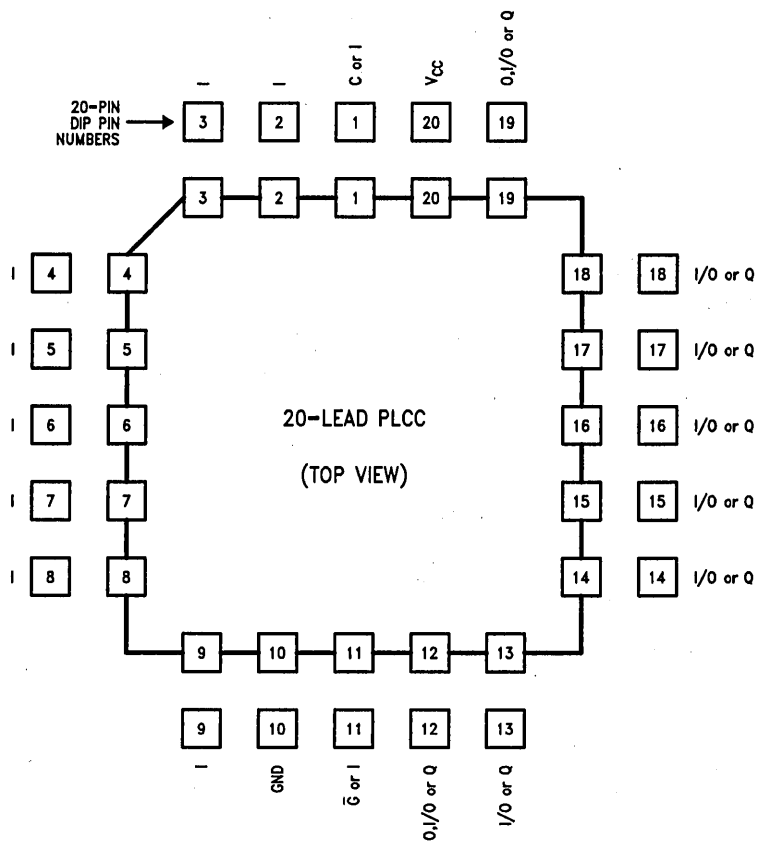 I I C or I VCC O,I/O or Q
20-PIN
DIP PIN
NUMBERS
3 2 1 20 19
3 2 1 20 19
I 4 4 18 18 I/O or Q
I 5 5 17 17 I/O or Q
I 6 6 16 16 I/O or Q
I 7 7 15 15 I/O or Q
I 8 8 14 14 I/O or Q
20-LEAD PLCC
(TOP VIEW)
9 10 11 12 13
9 10 11 12 13
I GND G̅ or I O,I/O or Q I/O or Q